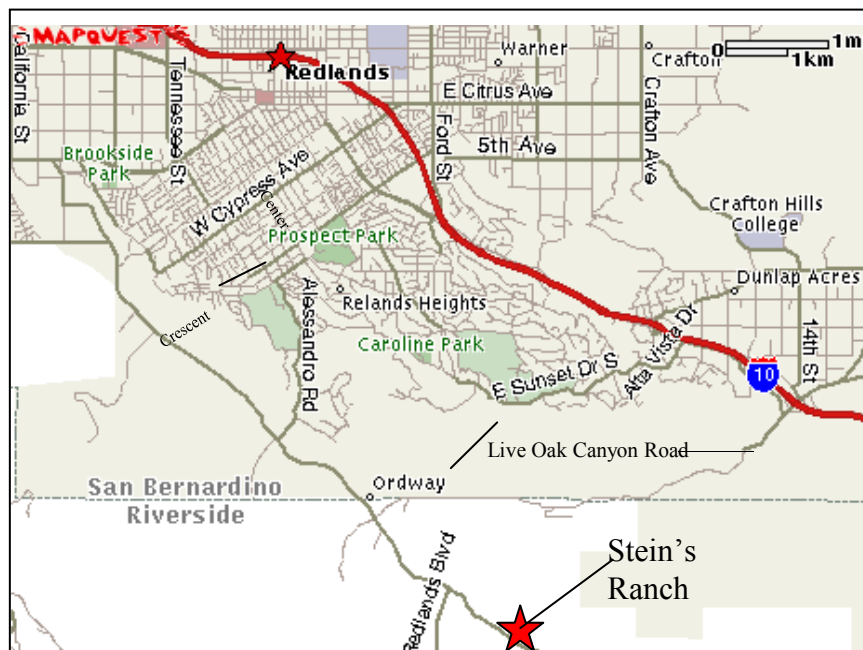 MAPQUEST
California St
Tennessee St
Redlands
Warner
Crafton
0
1m
1km
E Citrus Ave
5th Ave
Ford St
Crafton Ave
Brookside
Park
W Cypress Ave
Center
Prospect Park
Crafton Hills
College
Dunlap Acres
Relands Heights
Alessandro Rd
Crescent
Caroline Park
E Sunset Dr S
Alta Vista Dr
14th St
10
Live Oak Canyon Road
Ordway
San Bernardino
Riverside
Redlands Blvd
Stein's
Ranch